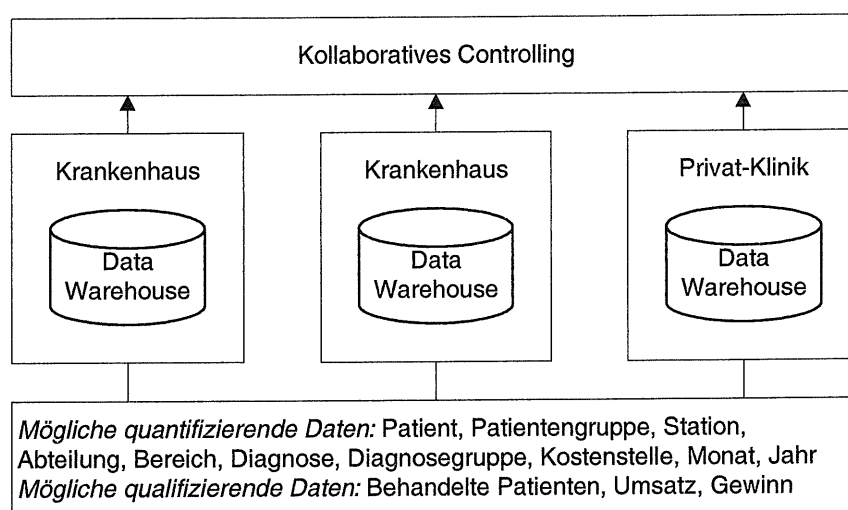 Kollaboratives Controlling
Krankenhaus
Data
Warehouse
Krankenhaus
Data
Warehouse
Privat-Klinik
Data
Warehouse
Mögliche quantifizierende Daten: Patient, Patientengruppe, Station,
Abteilung, Bereich, Diagnose, Diagnosegruppe, Kostenstelle, Monat, Jahr
Mögliche qualifizierende Daten: Behandelte Patienten, Umsatz, Gewinn